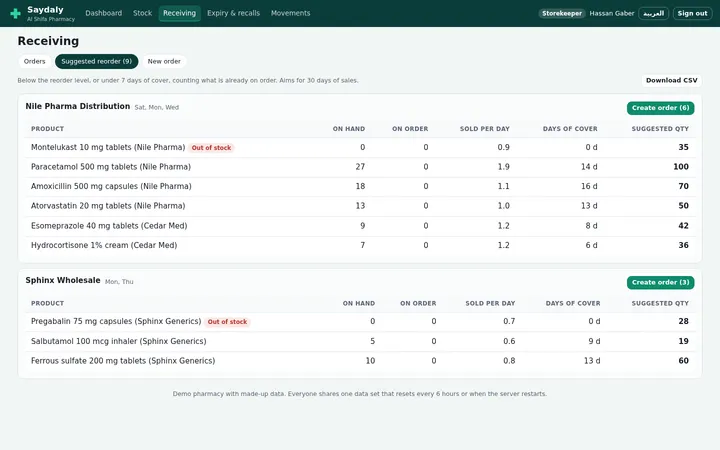 Saydaly
Al Shifa Pharmacy
Dashboard Stock Receiving Expiry & recalls Movements
Storekeeper Hassan Gaber العربية Sign out
Receiving
Orders Suggested reorder (9) New order
Below the reorder level, or under 7 days of cover, counting what is already on order. Aims for 30 days of sales.
Download CSV
Nile Pharma Distribution Sat, Mon, Wed
Create order (6)
PRODUCT ON HAND ON ORDER SOLD PER DAY DAYS OF COVER SUGGESTED QTY
Montelukast 10 mg tablets (Nile Pharma) Out of stock 0 0 0.9 0 d 35
Paracetamol 500 mg tablets (Nile Pharma) 27 0 1.9 14 d 100
Amoxicillin 500 mg capsules (Nile Pharma) 18 0 1.1 16 d 70
Atorvastatin 20 mg tablets (Nile Pharma) 13 0 1.0 13 d 50
Esomeprazole 40 mg tablets (Cedar Med) 9 0 1.2 8 d 42
Hydrocortisone 1% cream (Cedar Med) 7 0 1.2 6 d 36
Sphinx Wholesale Mon, Thu
Create order (3)
PRODUCT ON HAND ON ORDER SOLD PER DAY DAYS OF COVER SUGGESTED QTY
Pregabalin 75 mg capsules (Sphinx Generics) Out of stock 0 0 0.7 0 d 28
Salbutamol 100 mcg inhaler (Sphinx Generics) 5 0 0.6 9 d 19
Ferrous sulfate 200 mg tablets (Sphinx Generics) 10 0 0.8 13 d 60
Demo pharmacy with made-up data. Everyone shares one data set that resets every 6 hours or when the server restarts.